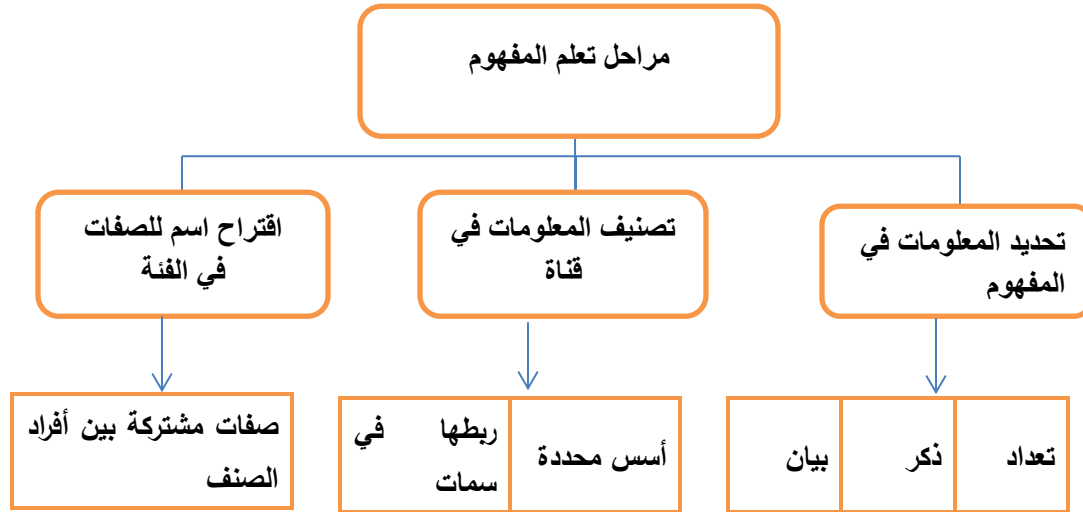 مراحل تعلم المفهوم
تحديد المعلومات في
المفهوم
تصنيف المعلومات في
قناة
اقتراح اسم للصفات
في الفئة
تعداد
ذكر
بيان
أسس محددة
ربطها في
سمات
صفات مشتركة بين أفراد
الصنف